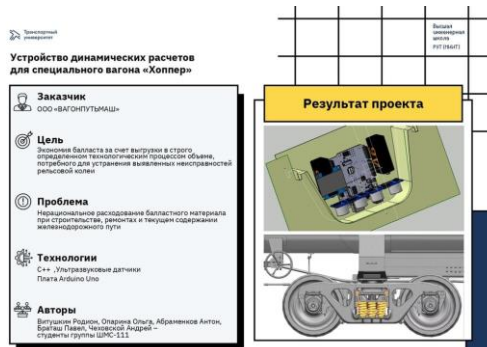 Транспортный
университет
Высшая
инженерная
школа
РУТ (МИИТ)
Устройство динамических расчетов
для специального вагона «Хоппер»
Заказчик
ООО «ВАГОНПУТЬМАШ»
Цель
Экономия балласта за счет выгрузки в строго
определенном технологическим процессом объеме,
потребного для устранения выявленных неисправностей
рельсовой колеи
Проблема
Нерациональное расходование балластного материала
при строительстве, ремонтах и текущем содержании
железнодорожного пути
Технологии
C++ ,Ультразвуковые датчики
Плата Arduino Uno
Авторы
Витушкин Родион, Опарина Ольга, Абраменков Антон,
Браташ Павел, Чеховской Андрей –
студенты группы ШМС-111
Результат проекта